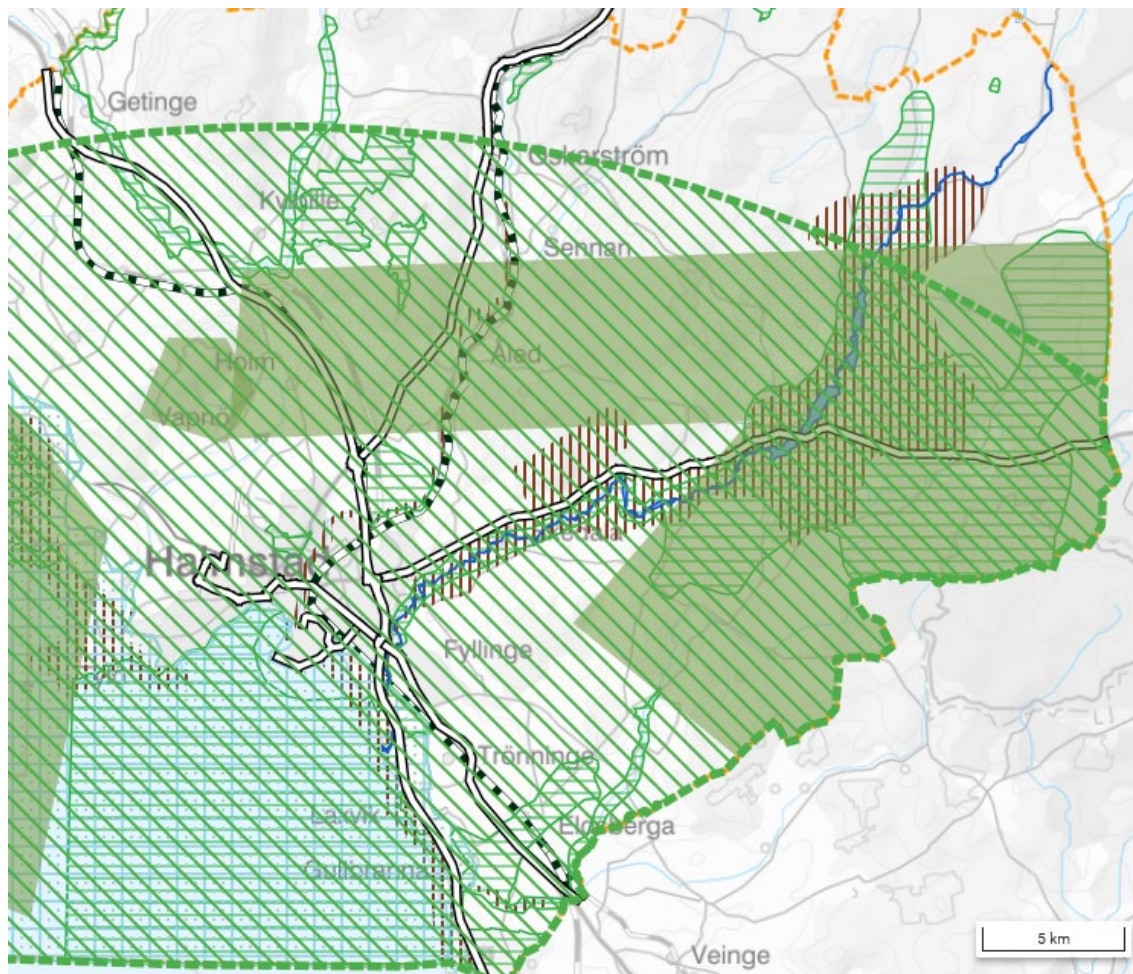 Getinge
Oskarström
Kvibille
Sennan
Holm
Åled
Vapnö
Halmstad
Fyllinge
Trönninge
Laxvik
Eldsberga
Gullbranna
Veinge
5 km